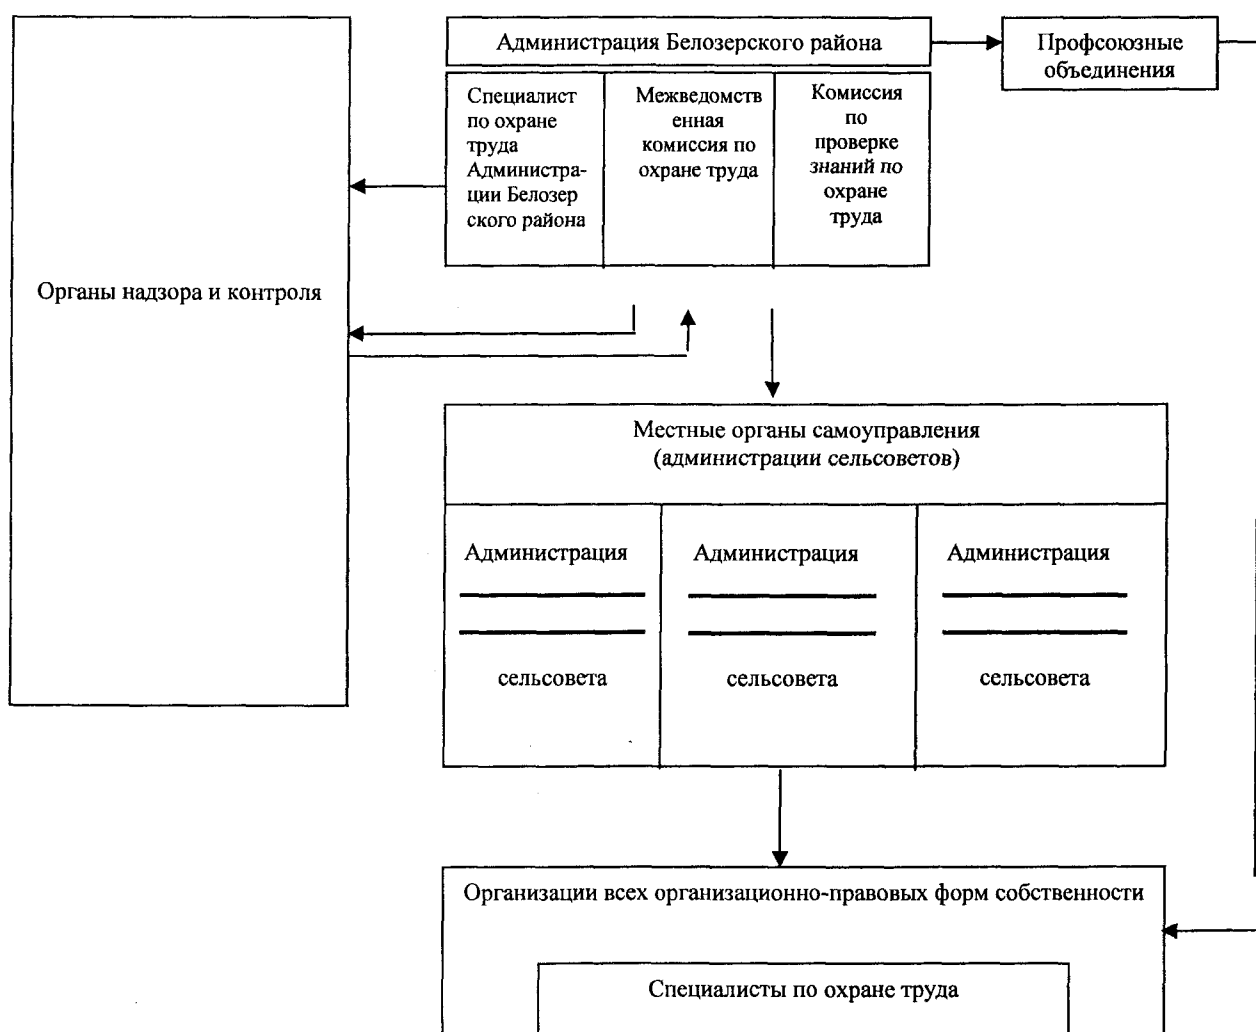 Администрация Белозерского района
Профсоюзные
объединения
Специалист
по охране
труда
Администра-
ции Белозер
ского района
Межведомств
енная
комиссия по
охране труда
Комиссия
по
проверке
знаний по
охране
труда
Органы надзора и контроля
Местные органы самоуправления
(администрации сельсоветов)
Администрация
сельсовета
Администрация
сельсовета
Администрация
сельсовета
Организации всех организационно-правовых форм собственности
Специалисты по охране труда